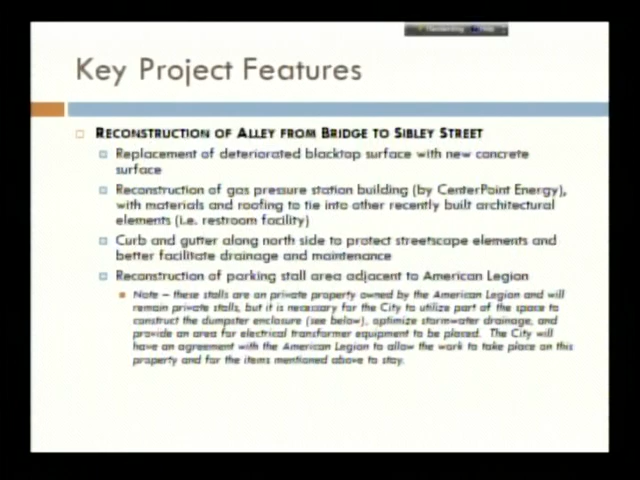 Key Project Features
RECONSTRUCTION OF ALLEY FROM BRIDGE TO SIBLEY STREET
Replacement of deteriorated blacktop surface with new concrete
surface
Reconstruction of gas pressure station building (by CenterPoint Energy),
with materials and roofing to tie into other recently built architectural
elements (i.e. restroom facility)
Curb and gutter along north side to protect streetscape elements and
better facilitate drainage and maintenance
Reconstruction of parking stall area adjacent to American Legion
Note – these stalls are on private property owned by the American Legion and will
remain private stalls, but it is necessary for the City to utilize part of the space to
construct the dumpster enclosure (see below), optimize stormwater drainage, and
provide an area for electrical transformer equipment to be placed. The City will
have an agreement with the American Legion to allow the work to take place on this
property and for the items mentioned above to stay.